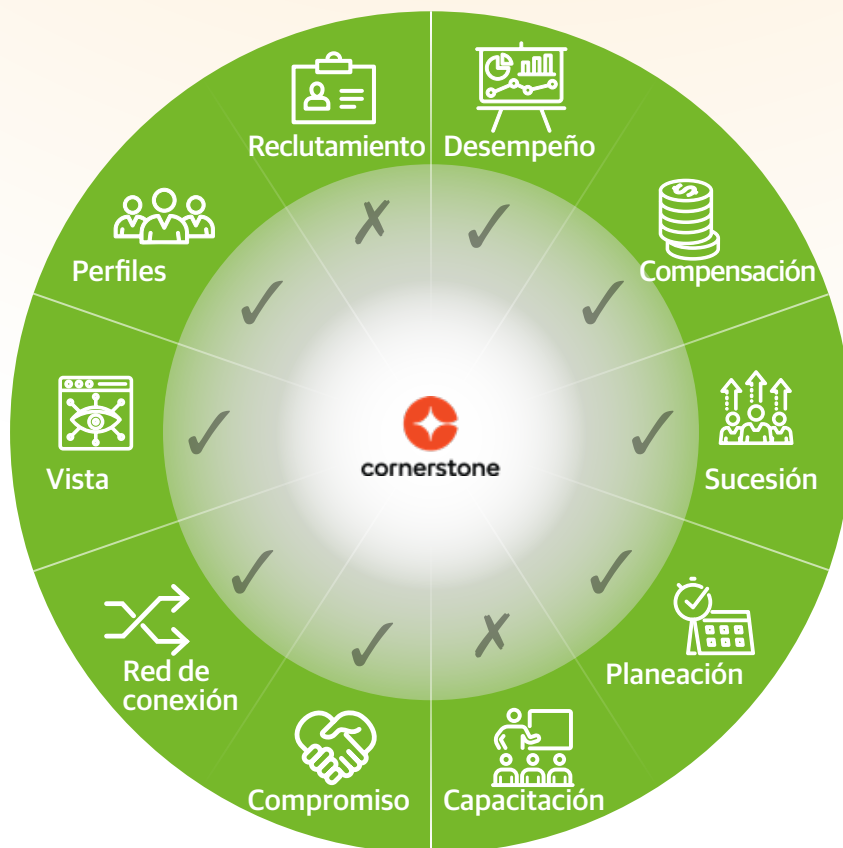 Reclutamiento
Desempeño
✗
✓
Perfiles
Compensación
✓
✓
Vista
Sucesión
✓
✓
cornerstone
Red de
conexión
Planeación
✓
✓
Compromiso
Capacitación
✓
✗
$